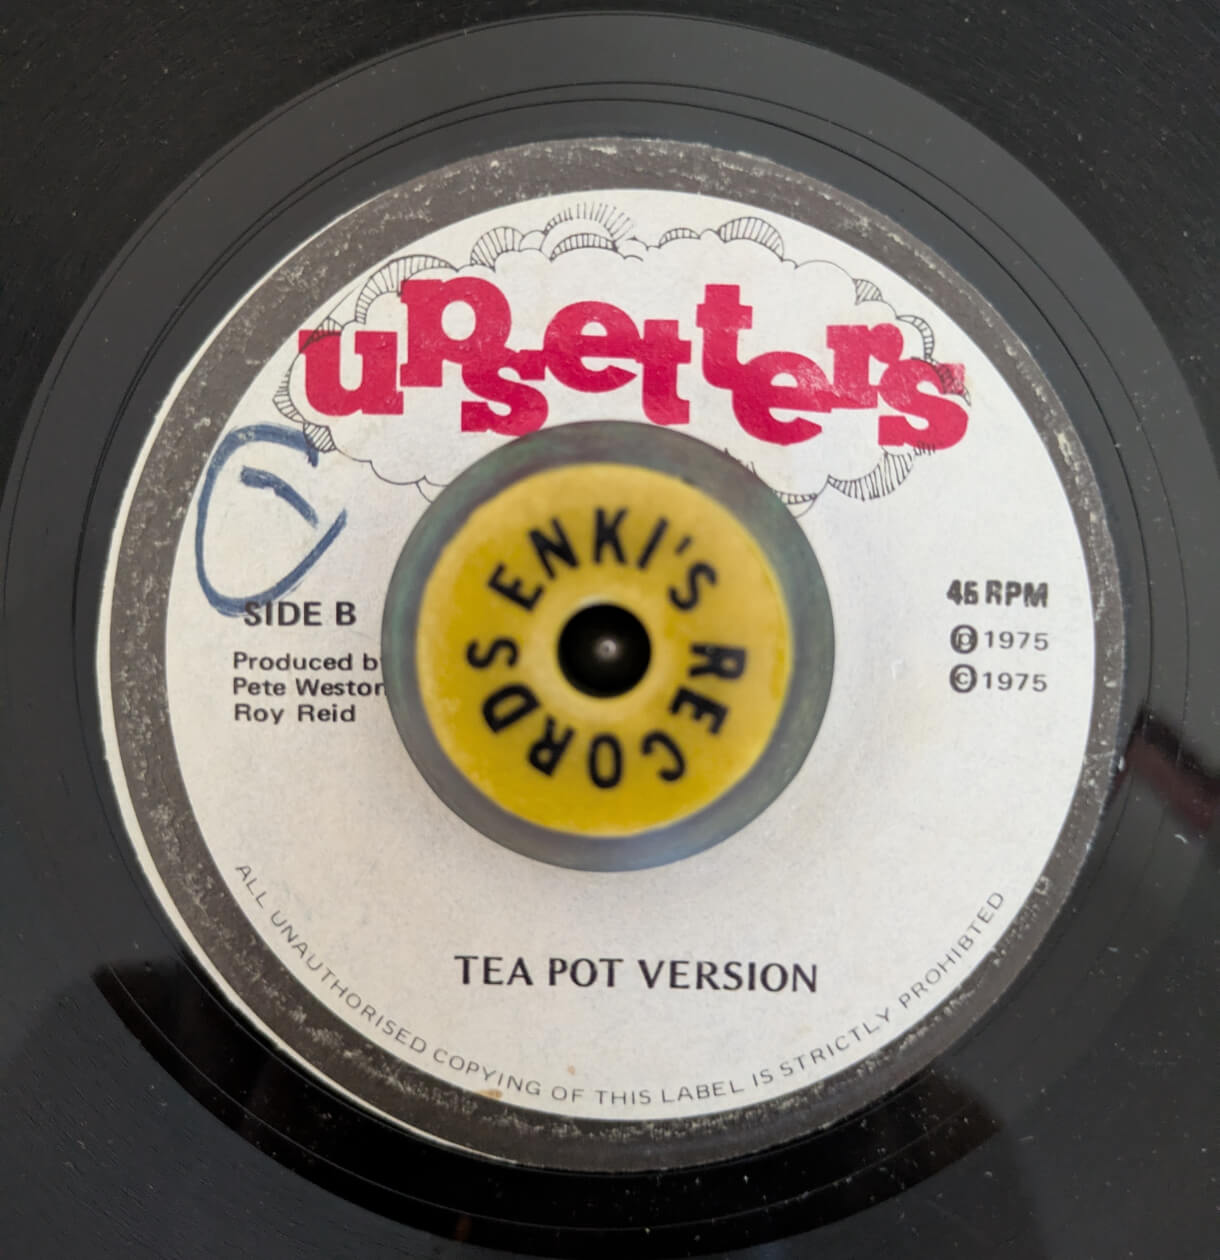 upsetters
ENKI'S RECORDS
SIDE B
Produced by
Pete Weston
Roy Reid
45 RPM
Ⓟ 1975
© 1975
TEA POT VERSION
ALL UNAUTHORISED COPYING OF THIS LABEL IS STRICTLY PROHIBTED